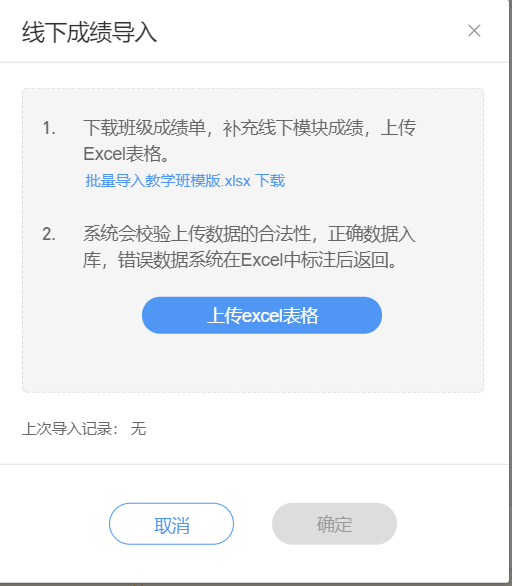 线下成绩导入
1. 下载班级成绩单，补充线下模块成绩，上传
Excel表格。
批量导入教学班模版.xlsx 下载
2. 系统会校验上传数据的合法性，正确数据入
库，错误数据系统在Excel中标注后返回。
上传excel表格
上次导入记录： 无
取消
确定